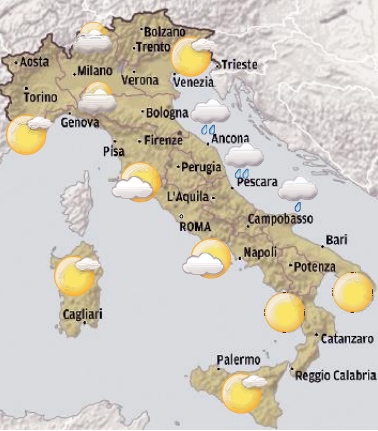 Bolzano
Trento
Aosta
Milano
Trieste
Verona
Venezia
Torino
Bologna
Genova
Firenze
Ancona
Pisa
Perugia
Pescara
L'Aquila
ROMA
Campobasso
Bari
Napoli
Potenza
Cagliari
Catanzaro
Palermo
Reggio Calabria